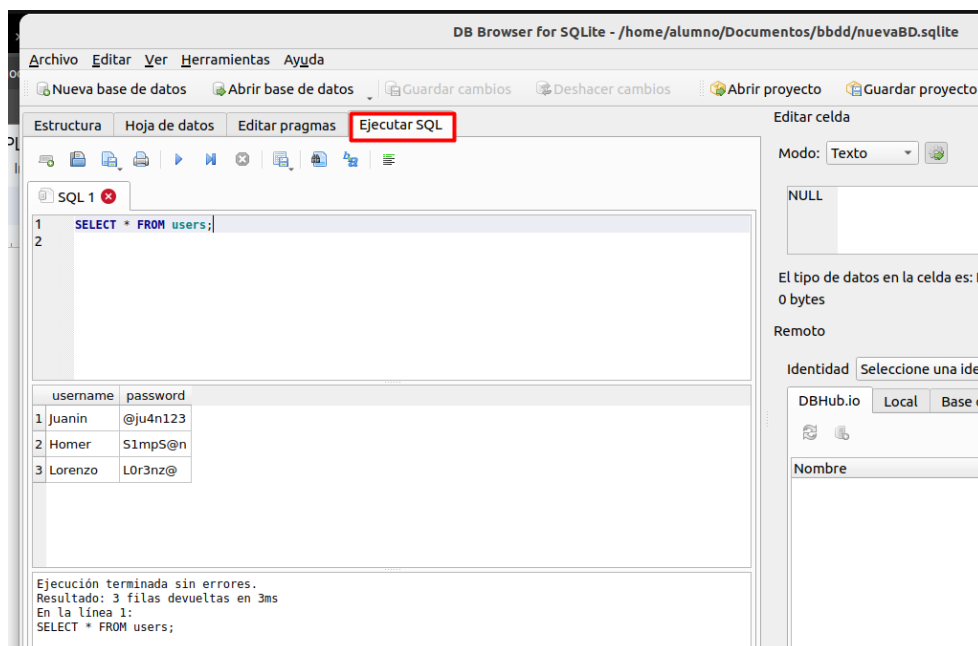 DB Browser for SQLite - /home/alumno/Documentos/bbdd/nuevaBD.sqlite
Archivo Editar Ver Herramientas Ayuda
Nueva base de datos Abrir base de datos Guardar cambios Deshacer cambios Abrir proyecto Guardar proyecto
Estructura Hoja de datos Editar pragmas Ejecutar SQL
SQL 1
1 SELECT * FROM users;
2
username password
1 Juanin @ju4n123
2 Homer S1mpS@n
3 Lorenzo L0r3nz@
Ejecución terminada sin errores.
Resultado: 3 filas devueltas en 3ms
En la línea 1:
SELECT * FROM users;
Editar celda
Modo: Texto
NULL
El tipo de datos en la celda es:
0 bytes
Remoto
Identidad Seleccione una ide
DBHub.io Local Base
Nombre